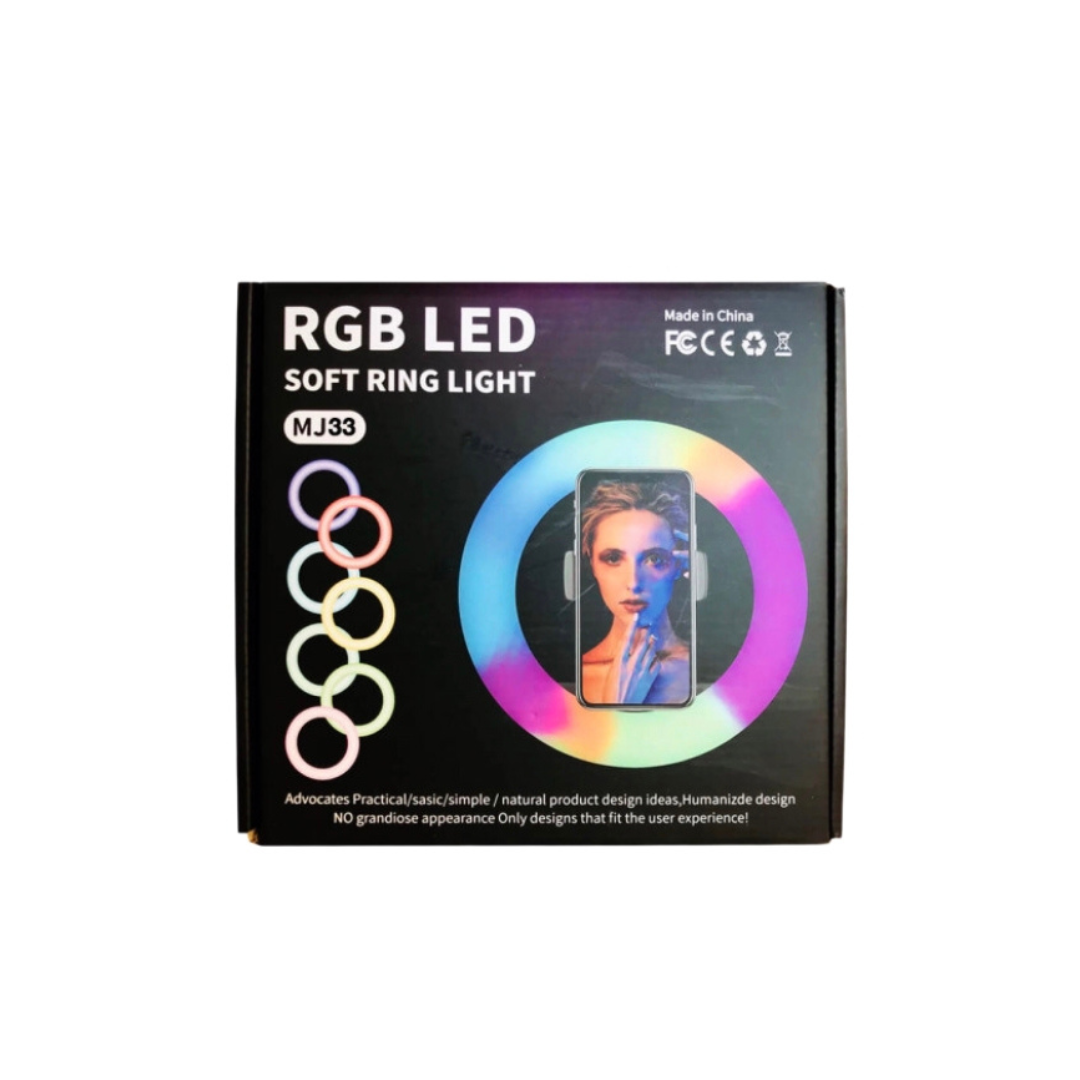 RGB LED
SOFT RING LIGHT
MJ33
Made in China
FC CE
Advocates Practical/sasic/simple / natural product design ideas,Humanizde design
NO grandiose appearance Only designs that fit the user experience!